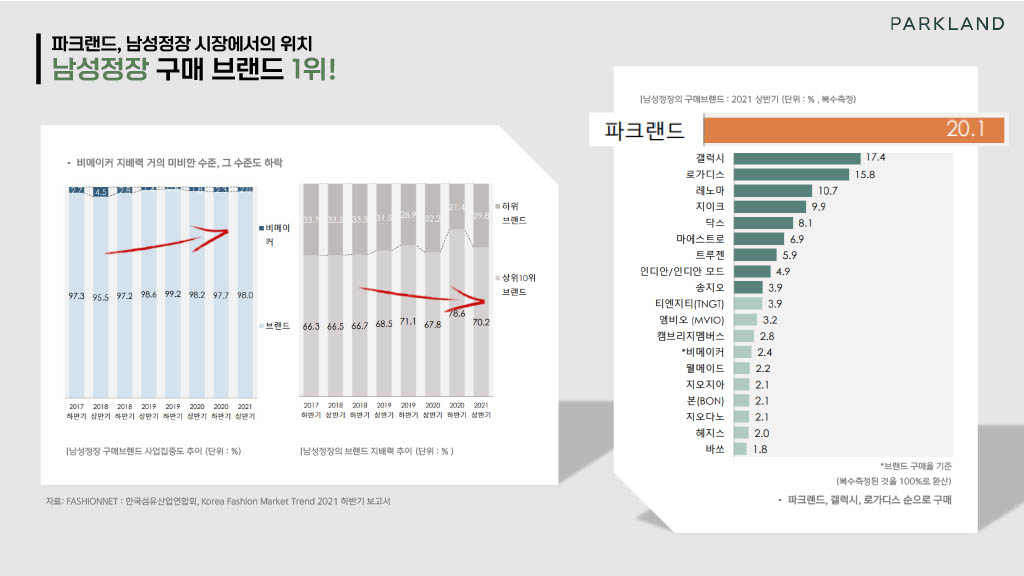 PARKLAND
파크랜드, 남성정장 시장에서의 위치
남성정장 구매 브랜드 1위!
• 비메이커 지배력 거의 미비한 수준, 그 수준도 하락
2.7 4.5 2.8 1.8 2.3 2.0
비메이
커
97.3 95.5 97.2 98.6 99.2 98.2 97.7 98.0
브랜드
2017 2018 2018 2019 2019 2020 2020 2021
하반기 상반기 하반기 상반기 하반기 상반기 하반기 상반기
남성정장 구매브랜드 사업집중도 추이 (단위 : %)
33.7 33.5 33.3 31.5 28.9 32.2 21.4 29.8
하위
브랜드
상위10위
브랜드
66.3 66.5 66.7 68.5 71.1 67.8 78.6 70.2
2017 2018 2018 2019 2019 2020 2020 2021
하반기 상반기 하반기 상반기 하반기 상반기 하반기 상반기
남성정장의 브랜드 지배력 추이 (단위 : % )
자료: FASHIONNET : 한국섬유산업연합회, Korea Fashion Market Trend 2021 하반기 보고서
남성정장의 구매브랜드 : 2021 상반기 (단위 : % , 복수측정)
파크랜드 20.1
갤럭시 17.4
로가디스 15.8
레노마 10.7
지이크 9.9
닥스 8.1
마에스트로 6.9
트루젠 5.9
인디안/인디안 모드 4.9
송지오 3.9
티엔지티(TNGT) 3.9
엠비오 (MVIO) 3.2
캠브리지멤버스 2.8
*비메이커 2.4
웰메이드 2.2
지오지아 2.1
본(BON) 2.1
지오다노 2.1
헤지스 2.0
바쏘 1.8
*브랜드 구매율 기준
(복수측정된 것을 100%로 환산)
• 파크랜드, 갤럭시, 로가디스 순으로 구매